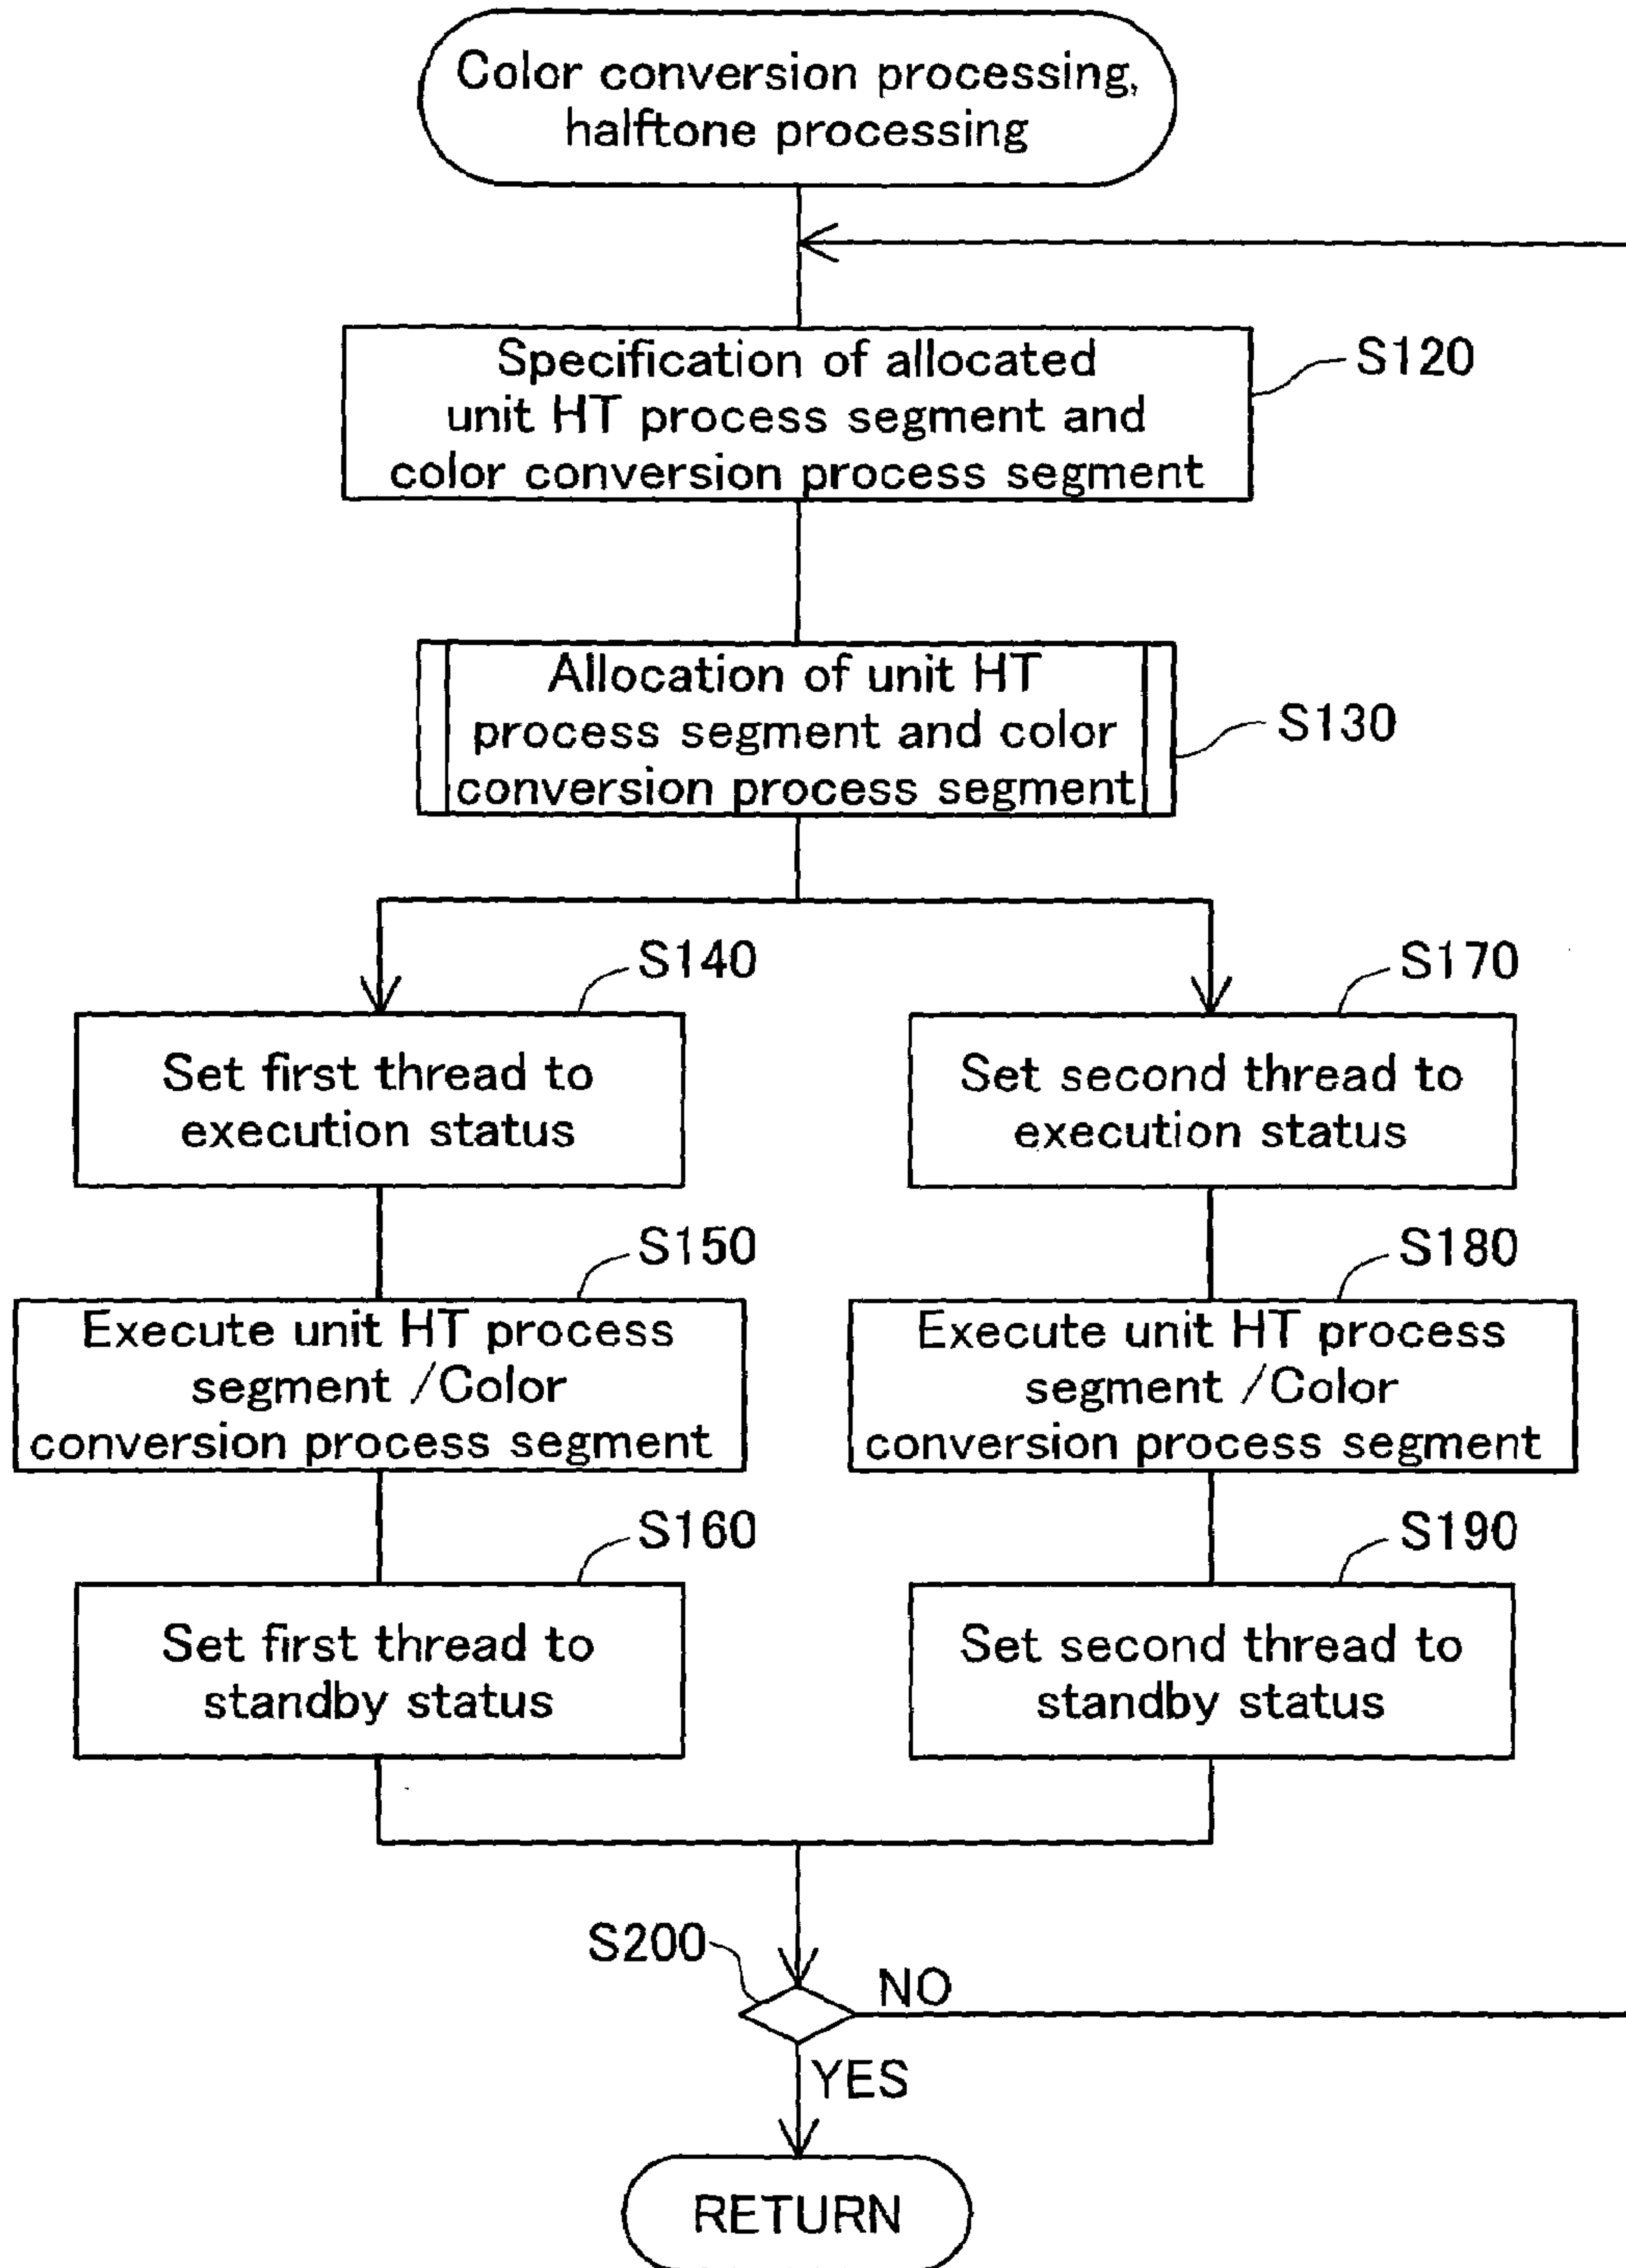 Color conversion processing,
halftone processing
Specification of allocated
unit HT process segment and
color conversion process segment
S120
Allocation of unit HT
process segment and color
conversion process segment
S130
S140
Set first thread to
execution status
S150
Execute unit HT process
segment /Color
conversion process segment
S160
Set first thread to
standby status
S170
Set second thread to
execution status
S180
Execute unit HT process
segment /Color
conversion process segment
S190
Set second thread to
standby status
S200
NO
YES
RETURN